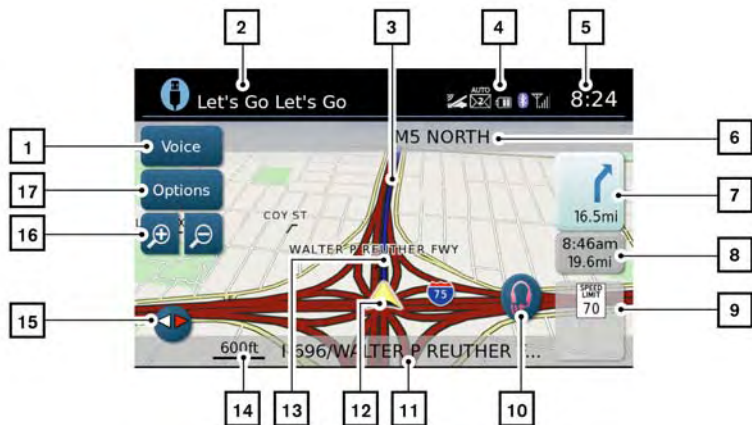 2
3
4
5
Let's Go Let's Go
AUTO
8:24
1
Voice
M5 NORTH
6
17
Options
16.5mi
7
16
COY ST
WALTER P REUTHER FWY
8:46am
19.6mi
8
SPEED
LIMIT
70
9
75
15
600ft
I-696/WALTER P REUTHER F...
14
13
12
11
10